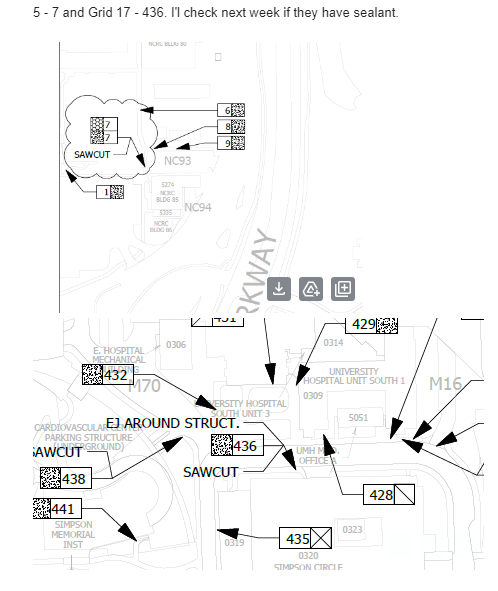 5 - 7 and Grid 17 - 436. I'l check next week if they have sealant.
NCRC BLDG 80
6
7
7
8
9
SAWCUT
NC93
1
5274
NCRC
BLDG 85
NC94
5335
NCRC
BLDG 86
RKWAY
431
429
0306
0314
E. HOSPITAL
MECHANICAL
BUILDING
432
M70
UNIVERSITY
HOSPITAL UNIT SOUTH 1
M16
0309
UNIVERSITY HOSPITAL
SOUTH UNIT 3
5051
EJ AROUND STRUCT.
CARDIOVASCULAR CENTER
PARKING STRUCTURE
(UNDERGROUND)
436
SAWCUT
UMH
OFFICE
SAWCUT
438
428
441
SIMPSON
MEMORIAL
INST
0319
435
0323
0320
SIMPSON CIRCLE